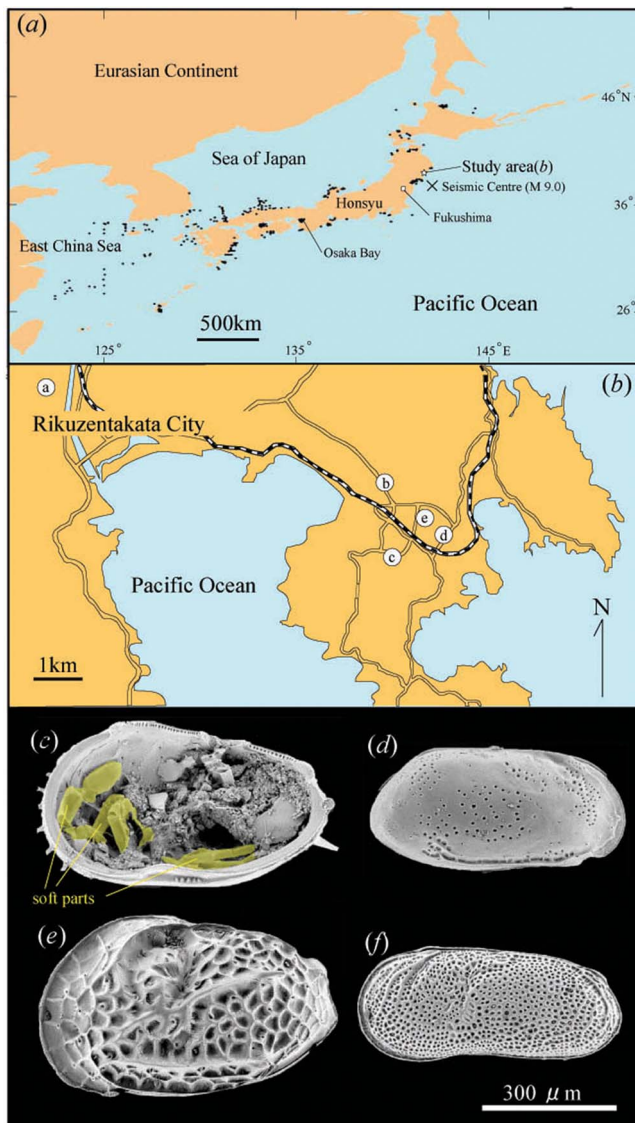 (a)
Eurasian Continent
46°N
Sea of Japan
Study area(b)
Seismic Centre (M 9.0)
Honsyu
36°
Fukushima
East China Sea
Osaka Bay
26°
Pacific Ocean
500km
125°
135°
145°E
(b)
a
Rikuzentakata City
b
e
d
c
Pacific Ocean
N
1km
(c)
(d)
soft parts
(e)
(f)
300 μm